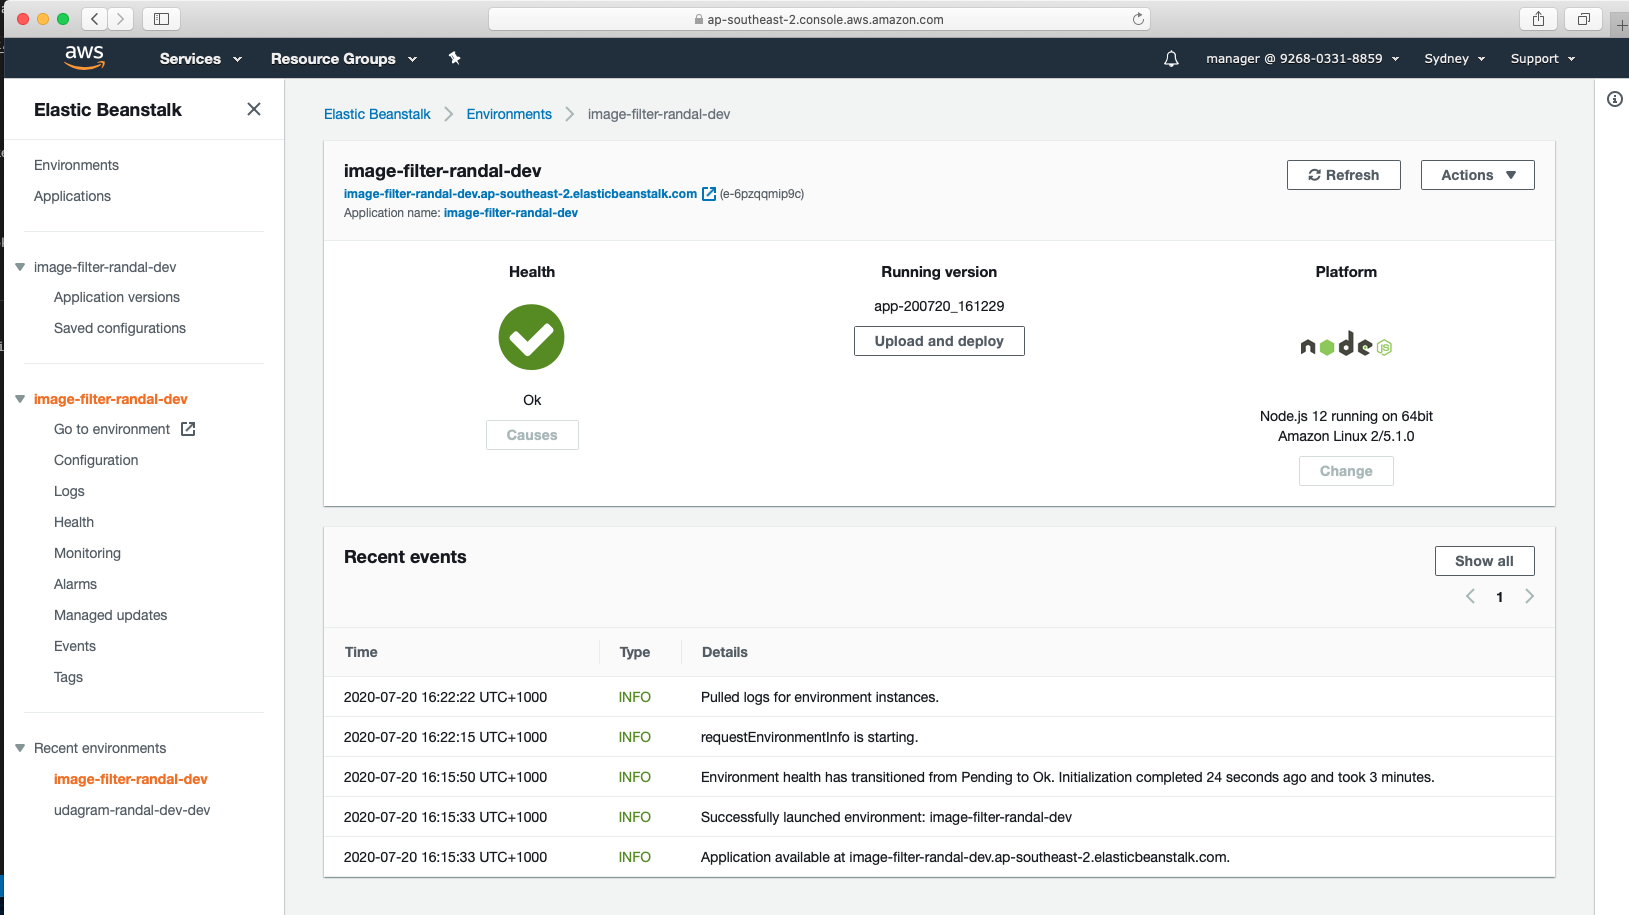 ap-southeast-2.console.aws.amazon.com
aws
Services
Resource Groups
manager @ 9268-0331-8859
Sydney
Support
Elastic Beanstalk
Environments
Applications
image-filter-randal-dev
Application versions
Saved configurations
image-filter-randal-dev
Go to environment
Configuration
Logs
Health
Monitoring
Alarms
Managed updates
Events
Tags
Recent environments
image-filter-randal-dev
udagram-randal-dev-dev
Elastic Beanstalk
Environments
image-filter-randal-dev
image-filter-randal-dev
image-filter-randal-dev.ap-southeast-2.elasticbeanstalk.com (e-6pzqqmip9c)
Application name: image-filter-randal-dev
Refresh
Actions
Health
Ok
Causes
Running version
app-200720_161229
Upload and deploy
Platform
node JS
Node.js 12 running on 64bit
Amazon Linux 2/5.1.0
Change
Recent events
Show all
1
Time Type Details
2020-07-20 16:22:22 UTC+1000 INFO Pulled logs for environment instances.
2020-07-20 16:22:15 UTC+1000 INFO requestEnvironmentInfo is starting.
2020-07-20 16:15:50 UTC+1000 INFO Environment health has transitioned from Pending to Ok. Initialization completed 24 seconds ago and took 3 minutes.
2020-07-20 16:15:33 UTC+1000 INFO Successfully launched environment: image-filter-randal-dev
2020-07-20 16:15:33 UTC+1000 INFO Application available at image-filter-randal-dev.ap-southeast-2.elasticbeanstalk.com.